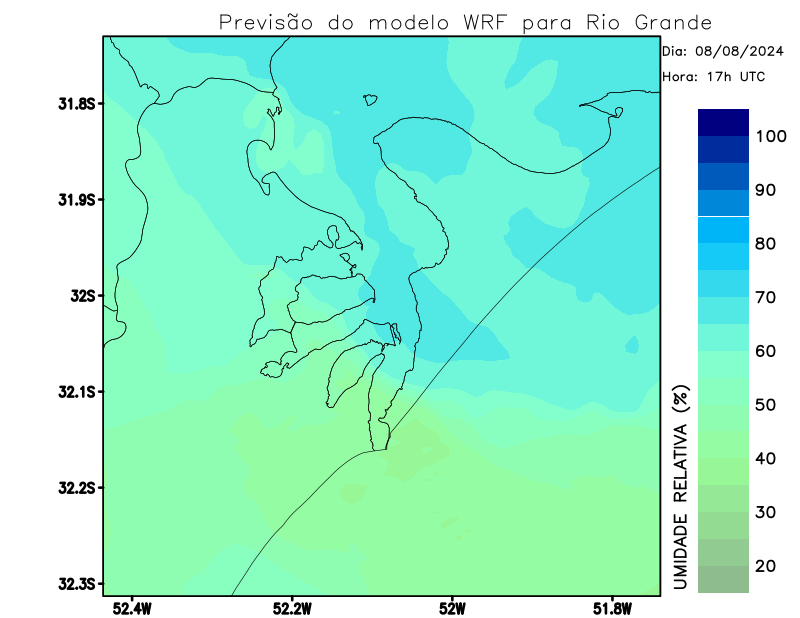 Previsão do modelo WRF para Rio Grande
Dia: 08/08/2024
Hora: 17h UTC
31.8S
31.9S
32S
32.1S
32.2S
32.3S
52.4W
52.2W
52W
51.8W
100
90
80
70
60
50
40
30
20
UMIDADE RELATIVA (%)